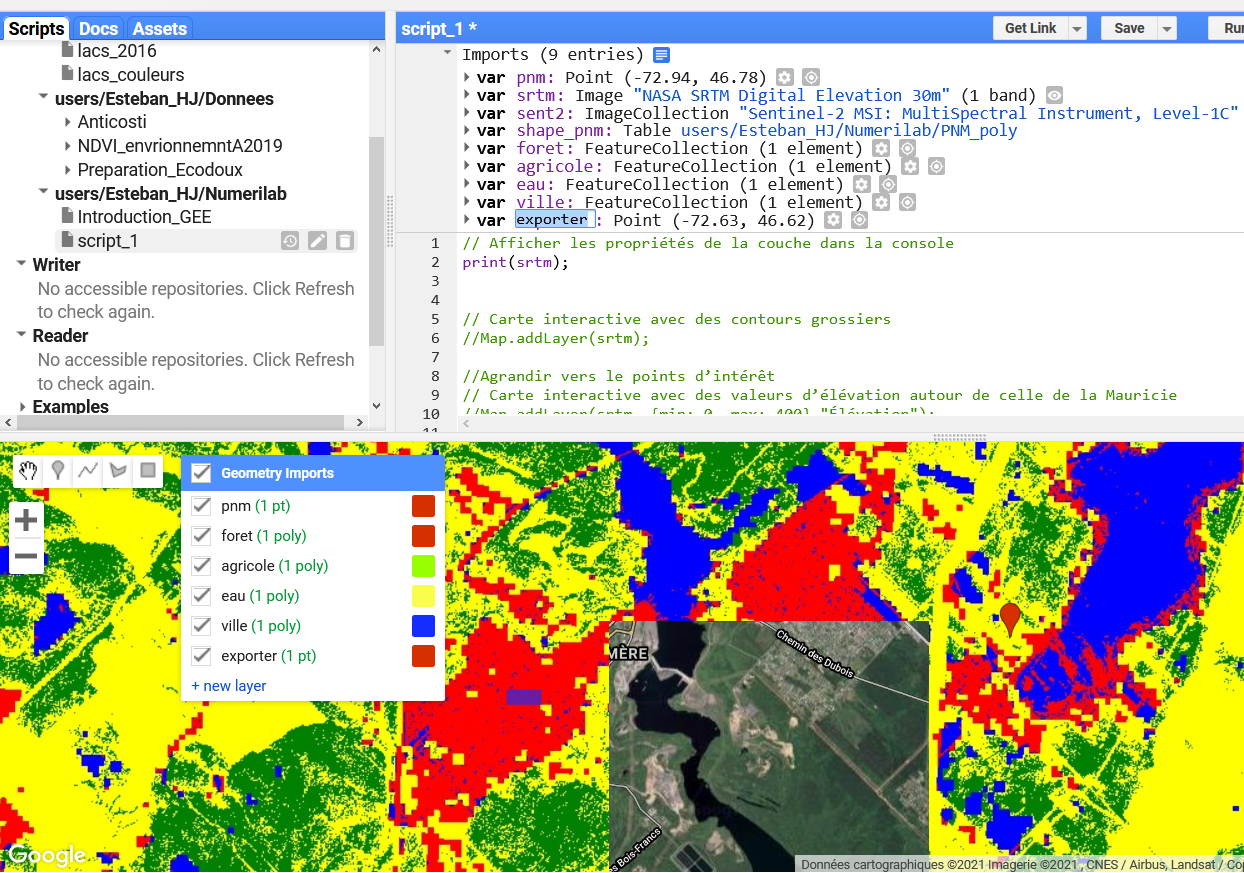 Scripts Docs Assets
lacs_2016
lacs_couleurs
users/Esteban_HJ/Donnees
Anticosti
NDVI_envrionnemntA2019
Preparation_Ecodoux
users/Esteban_HJ/Numerilab
Introduction_GEE
script_1
Writer
No accessible repositories. Click Refresh
to check again.
Reader
No accessible repositories. Click Refresh
to check again.
Examples
script_1 *
Get Link
Save
Imports (9 entries)
var pnm: Point (-72.94, 46.78)
var srtm: Image "NASA SRTM Digital Elevation 30m" (1 band)
var sent2: ImageCollection "Sentinel-2 MSI: MultiSpectral Instrument, Level-1C"
var shape_pnm: Table users/Esteban_HJ/Numerilab/PNM_poly
var foret: FeatureCollection (1 element)
var agricole: FeatureCollection (1 element)
var eau: FeatureCollection (1 element)
var ville: FeatureCollection (1 element)
var exporter : Point (-72.63, 46.62)
1 // Afficher les propriétés de la couche dans la console
2 print(srtm);
3
4
5 // Carte interactive avec des contours grossiers
6 //Map.addLayer(srtm);
7
8 //Agrandir vers le points d’intérêt
9 // Carte interactive avec des valeurs d’élévation autour de celle de la Mauricie
10 //Map.addLayer(srtm, {min: 0, max: 400},"Élévation");
11
Geometry Imports
pnm (1 pt)
foret (1 poly)
agricole (1 poly)
eau (1 poly)
ville (1 poly)
exporter (1 pt)
+ new layer
MÈRE
Chemin des Dubois
s Bois-Francs
Google
Données cartographiques ©2021 Imagerie ©2021 , CNES / Airbus, Landsat /